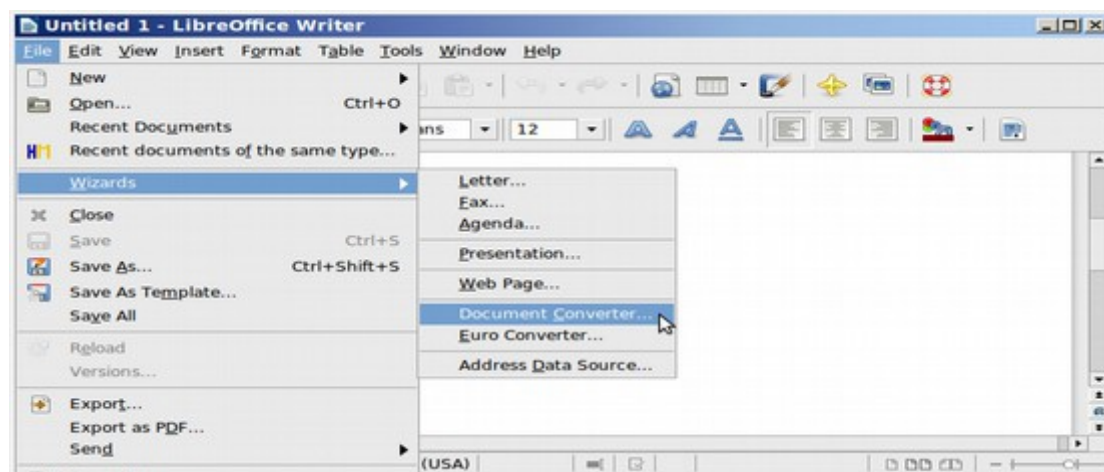 Untitled 1 - LibreOffice Writer
File Edit View Insert Format Table Tools Window Help
New
Open... Ctrl+O
Recent Documents
ans 12
HM Recent documents of the same type...
Wizards
Letter...
Fax...
Close
Agenda...
Save Ctrl+S
Presentation...
Save As... Ctrl+Shift+S
Web Page...
Save As Template...
Save All
Document Converter...
Euro Converter...
Reload
Address Data Source...
Versions...
Export...
Export as PDF...
Send
(USA)